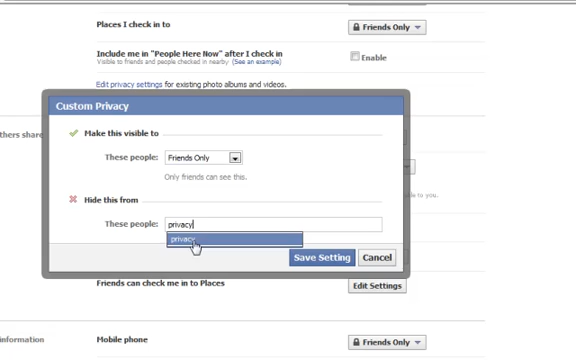 Places I check in to
Friends Only
Include me in "People Here Now" after I check in
Visible to friends and people checked in nearby (See an example)
Enable
Edit privacy settings for existing photo albums and videos.
Custom Privacy
thers share
Make this visible to
These people: Friends Only
Only friends can see this.
le to you.
Hide this from
These people: privacy
privacy
Save Setting Cancel
Friends can check me in to Places
Edit Settings
information
Mobile phone
Friends Only